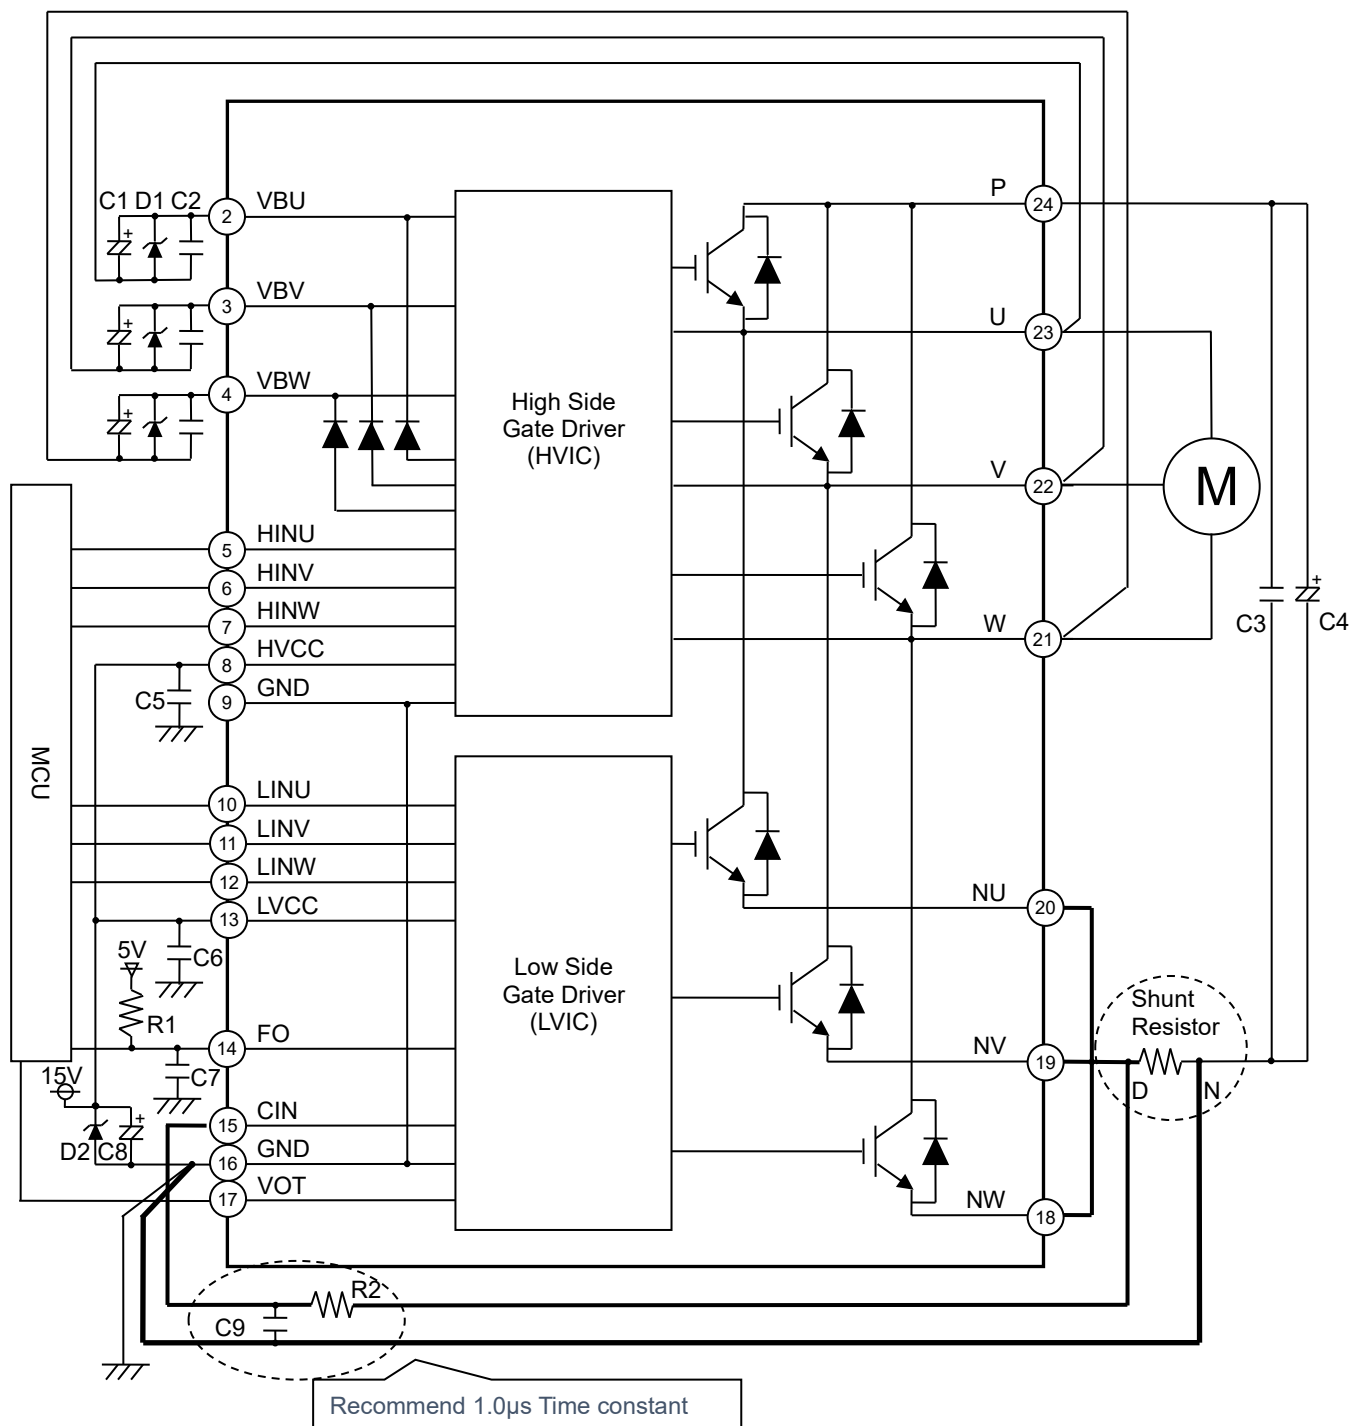 C1 D1 C2
+
2
VBU
P
24
+
3
VBV
U
23
+
4
VBW
High Side
Gate Driver
(HVIC)
V
22
M
5
HINU
6
HINV
7
HINW
W
21
C3
+
C4
8
HVCC
C5
9
GND
MCU
10
LINU
11
LINV
12
LINW
13
LVCC
NU
20
5V
C6
R1
Low Side
Gate Driver
(LVIC)
Shunt
Resistor
14
FO
NV
19
15V
C7
D
N
+
15
CIN
D2 C8
16
GND
17
VOT
NW
18
R2
C9
Recommend 1.0μs Time constant